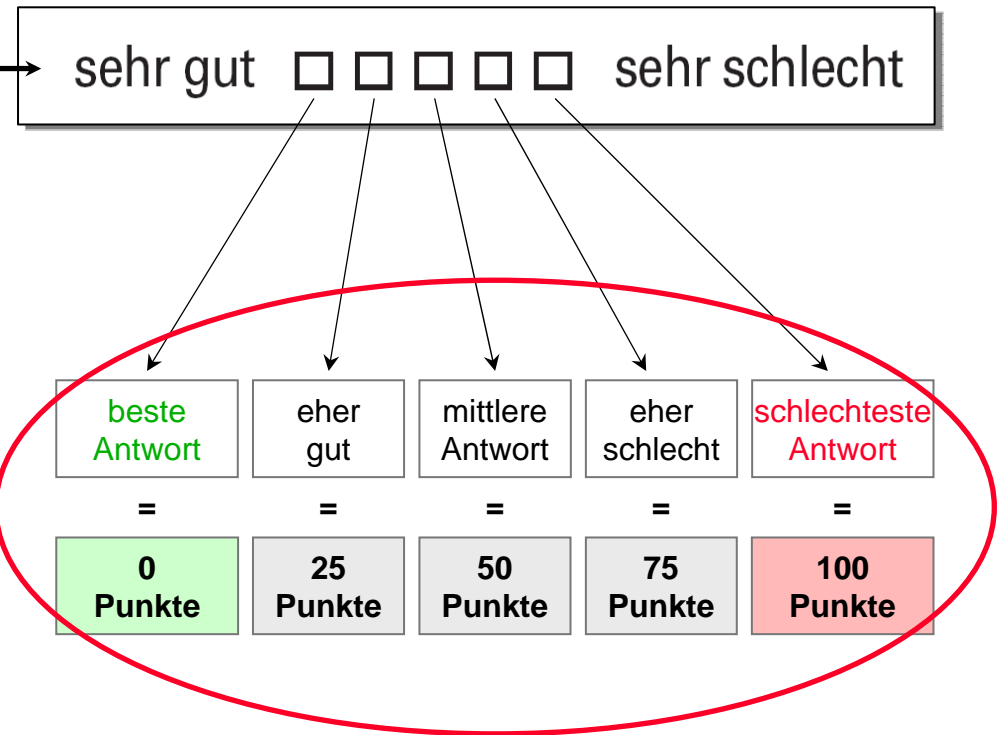 sehr gut □ □ □ □ □ sehr schlecht
beste Antwort
eher gut
mittlere Antwort
eher schlecht
schlechteste Antwort
= = = = =
0 Punkte
25 Punkte
50 Punkte
75 Punkte
100 Punkte